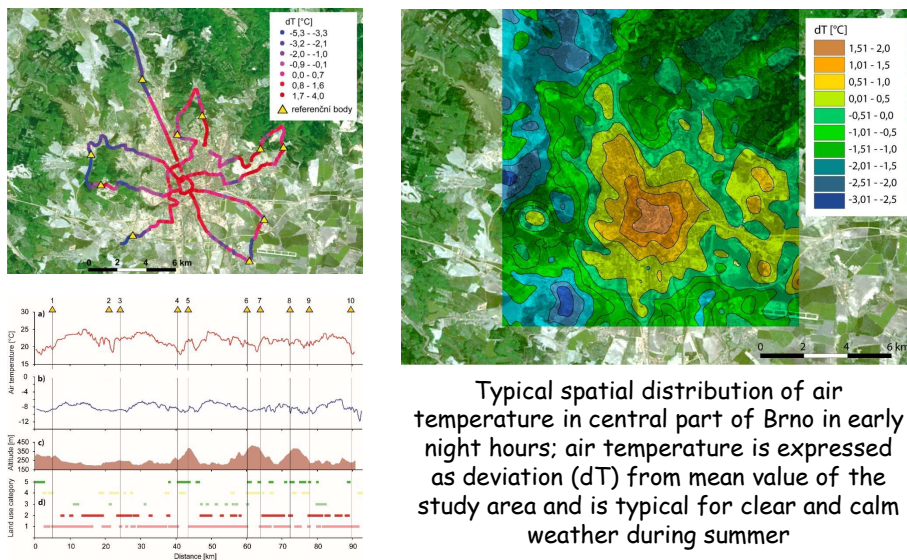 dT [°C]
-5,3 - -3,3
-3,2 - -2,1
-2,0 - -1,0
-0,9 - -0,1
0,0 - 0,7
0,8 - 1,6
1,7 - 4,0
referenční body
0 2 4 6 km
dT [°C]
1,51 - 2,0
1,01 - 1,5
0,51 - 1,0
0,01 - 0,5
-0,51 - 0,0
-1,01 - -0,5
-1,51 - -1,0
-2,01 - -1,5
-2,51 - -2,0
-3,01 - -2,5
0 2 4 6 km
1 2 3 4 5 6 7 8 9 10
a)
30
25
20
15
Air temperature [°C]
b)
-4
-8
-12
c)
450
350
250
150
Altitude [m]
d)
5
4
3
2
1
Land use category
0 10 20 30 40 50 60 70 80 90
Distance [km]
Typical spatial distribution of air
temperature in central part of Brno in early
night hours; air temperature is expressed
as deviation (dT) from mean value of the
study area and is typical for clear and calm
weather during summer